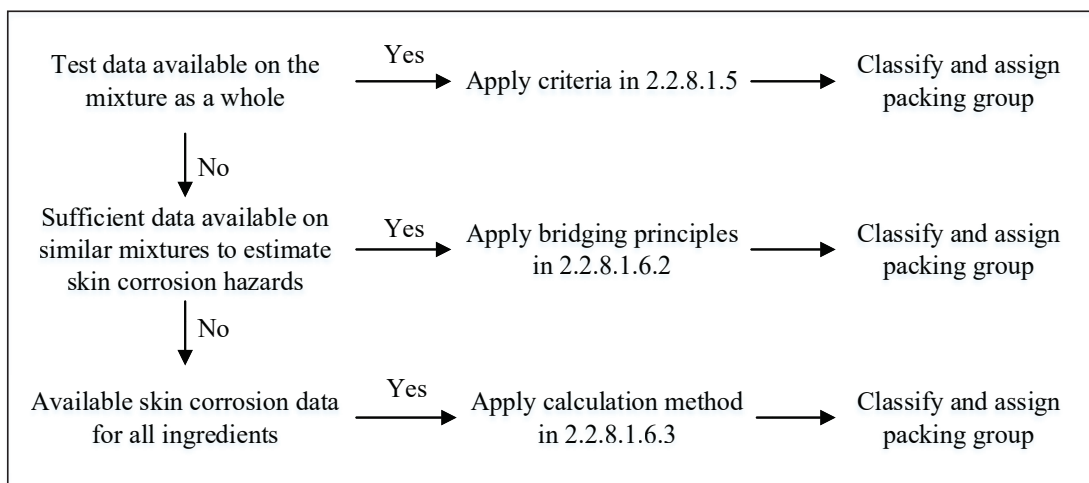 Test data available on the
mixture as a whole
Yes
Apply criteria in 2.2.8.1.5
Classify and assign
packing group
No
Sufficient data available on
similar mixtures to estimate
skin corrosion hazards
Yes
Apply bridging principles
in 2.2.8.1.6.2
Classify and assign
packing group
No
Available skin corrosion data
for all ingredients
Yes
Apply calculation method
in 2.2.8.1.6.3
Classify and assign
packing group